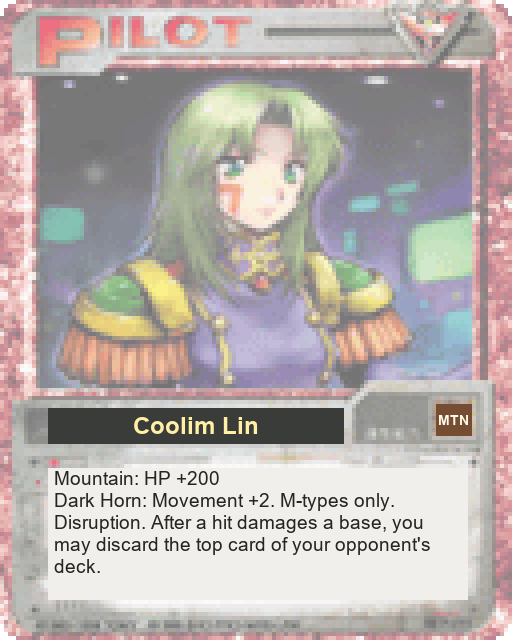 PILOT
Coolim Lin
MTN
Mountain: HP +200
Dark Horn: Movement +2. M-types only.
Disruption. After a hit damages a base, you
may discard the top card of your opponent's
deck.